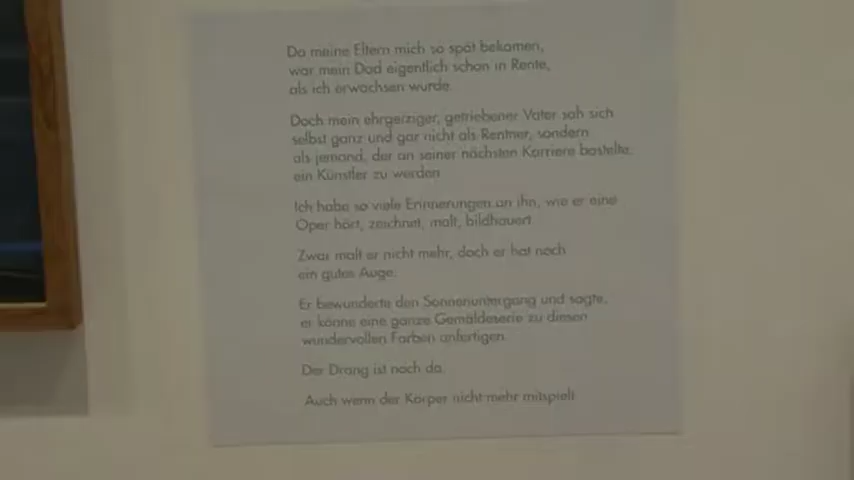 Da meine Eltern mich so spät bekamen,
war mein Dad eigentlich schon in Rente,
als ich erwachsen wurde.
Doch mein ehrgeiziger, getriebener Vater sah sich
selbst ganz und gar nicht als Rentner, sondern
als jemand, der an seiner nächsten Karriere bastelte,
ein Künstler zu werden.
Ich habe so viele Erinnerungen an ihn, wie er eine
Oper hört, zeichnet, malt, bildhauert.
Zwar malt er nicht mehr, doch er hat noch
ein gutes Auge.
Er bewunderte den Sonnenuntergang und sagte,
er könne eine ganze Gemäldeserie zu diesen
wundervollen Farben anfertigen.
Der Drang ist noch da.
Auch wenn der Körper nicht mehr mitspielt.